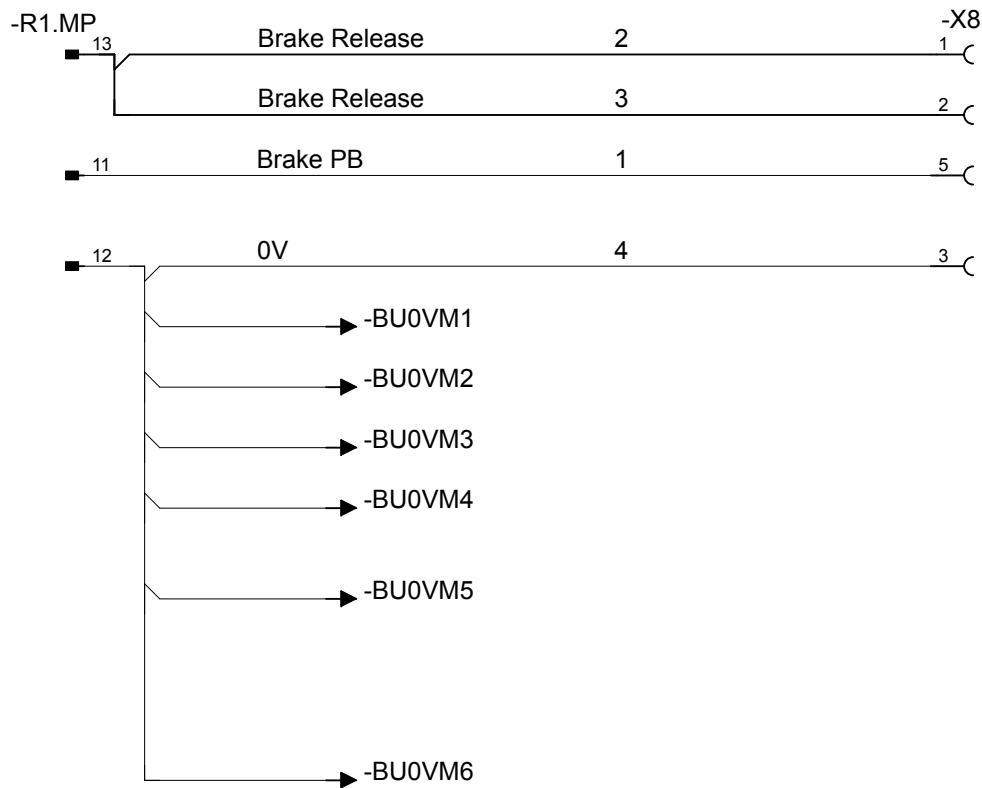 -R1.MP -X8
13 Brake Release 2 1
Brake Release 3 2
11 Brake PB 1 5
12 0V 4 3
-BU0VM1
-BU0VM2
-BU0VM3
-BU0VM4
-BU0VM5
-BU0VM6